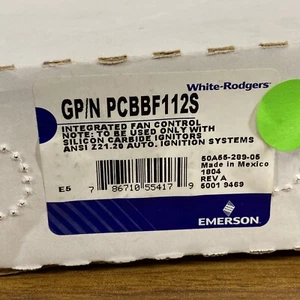 White-Rodgers®
GP/N PCBBF112S
INTEGRATED FAN CONTROL
NOTE: TO BE USED ONLY WITH
SILICON CARBIDE IGNITORS
ANSI Z21.20 AUTO. IGNITION SYSTEMS
50A55-289-05
Made in Mexico
1804
REV A
5001 9469
E5
7 86710 55417 9
EMERSON